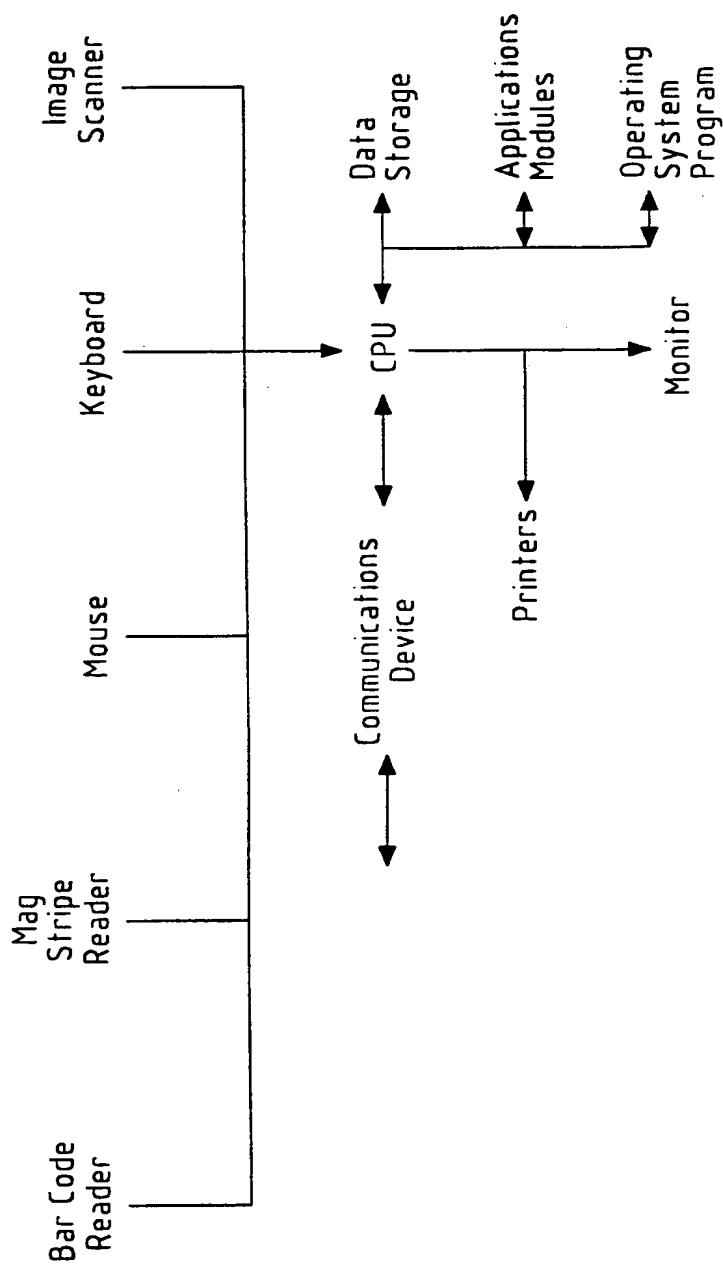 Bar Code
Reader
Mag
Stripe
Reader
Mouse
Keyboard
Image
Scanner
Communications
Device
CPU
Data
Storage
Printers
Applications
Modules
Monitor
Operating
System
Program